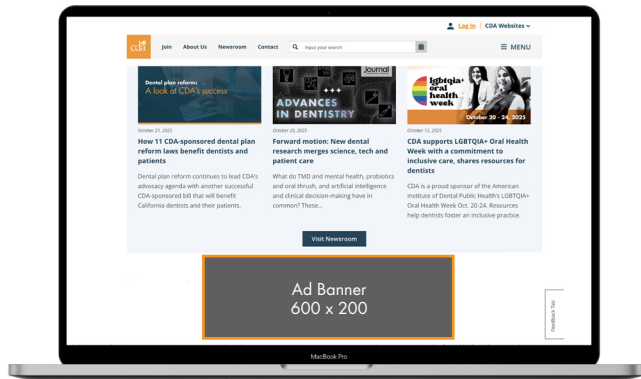 Log In | CDA Websites
cda
Join About Us Newsroom Contact Input your search MENU
Dental plan reform:
A look at CDA's success
Journal
ADVANCES
IN DENTISTRY
lgbtqia+
oral
health
week
October 20 - 24, 2025
October 21, 2025
How 11 CDA-sponsored dental plan
reform laws benefit dentists and
patients
Dental plan reform continues to lead CDA's
advocacy agenda with another successful
CDA-sponsored bill that will benefit
California dentists and their patients.
October 20, 2025
Forward motion: New dental
research merges science, tech and
patient care
What do TMD and mental health, probiotics
and oral thrush, and artificial intelligence
and clinical decision-making have in
common? These...
October 15, 2025
CDA supports LGBTQIA+ Oral Health
Week with a commitment to
inclusive care, shares resources for
dentists
CDA is a proud sponsor of the American
Institute of Dental Public Health's LGBTQIA+
Oral Health Week Oct. 20-24. Resources
help dentists foster an inclusive practice.
Visit Newsroom
Ad Banner
600 x 200
Feedback Tab
MacBook Pro